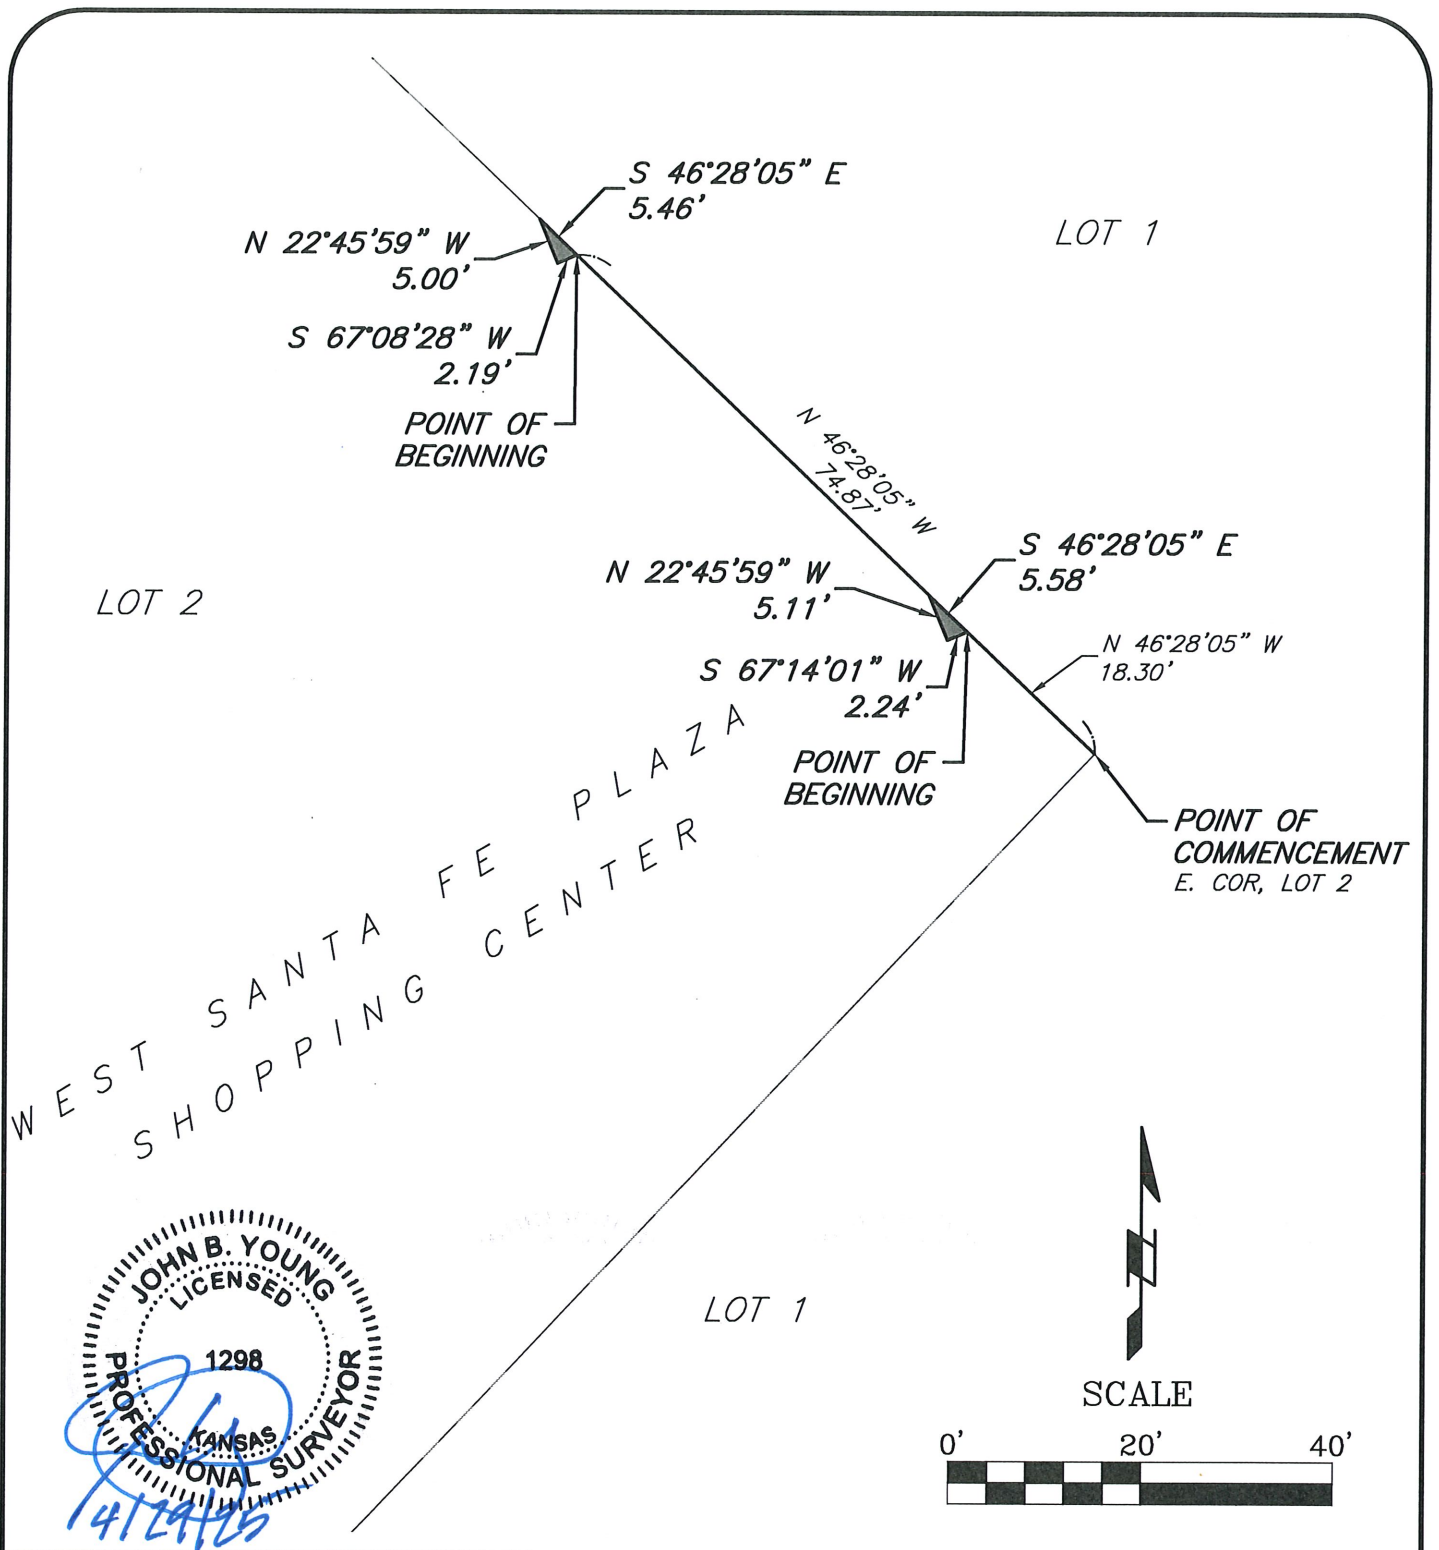 S 46°28'05" E
5.46'
LOT 1
N 22°45'59" W
5.00'
S 67°08'28" W
2.19'
POINT OF
BEGINNING
N 46°28'05" W
74.87'
S 46°28'05" E
5.58'
N 22°45'59" W
5.11'
LOT 2
N 46°28'05" W
18.30'
S 67°14'01" W
2.24'
POINT OF
BEGINNING
POINT OF
COMMENCEMENT
E. COR, LOT 2
WEST SANTA FE PLAZA
SHOPPING CENTER
JOHN B. YOUNG
LICENSED
1298
KANSAS
PROFESSIONAL SURVEYOR
4/29/25
LOT 1
SCALE
0' 20' 40'